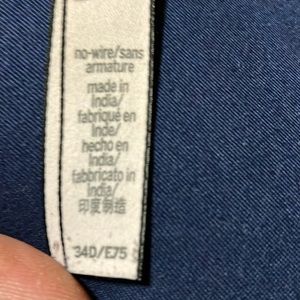 no-wire/sans
armature
made in
India/
fabriqué en
Inde/
hecho en
India/
fabbricato in
India/
印度制造
34D/E75